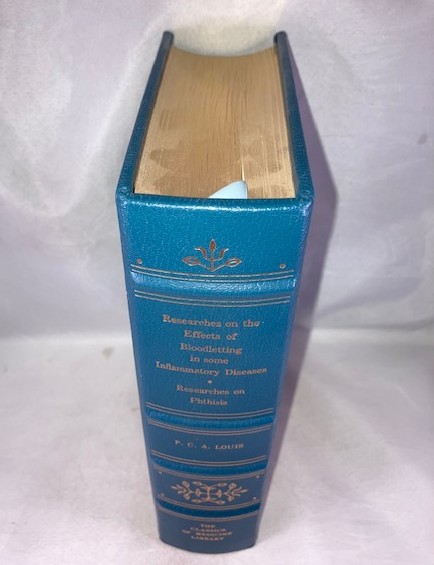 Researches on the
Effects of
Bloodletting
in some
Inflammatory Diseases
•
Researches on
Phthisis
P. C. A. LOUIS
THE
CLASSICS
OF MEDICINE
LIBRARY